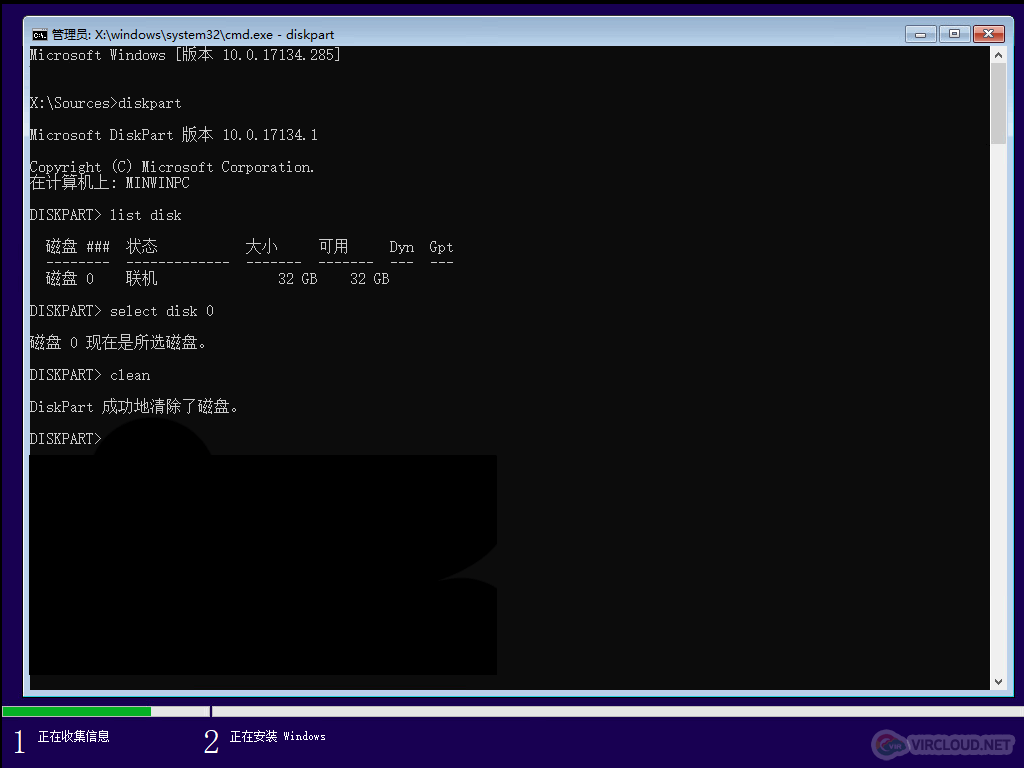 管理员: X:\windows\system32\cmd.exe - diskpart
Microsoft Windows [版本 10.0.17134.285]
X:\Sources>diskpart
Microsoft DiskPart 版本 10.0.17134.1
Copyright (C) Microsoft Corporation.
在计算机上: MINWINPC
DISKPART> list disk
磁盘 ### 状态 大小 可用 Dyn Gpt
-------- ------------- ------- ------- --- ---
磁盘 0 联机 32 GB 32 GB
DISKPART> select disk 0
磁盘 0 现在是所选磁盘。
DISKPART> clean
DiskPart 成功地清除了磁盘。
DISKPART>
1 正在收集信息 2 正在安装 Windows
VIRCLOUD.NET